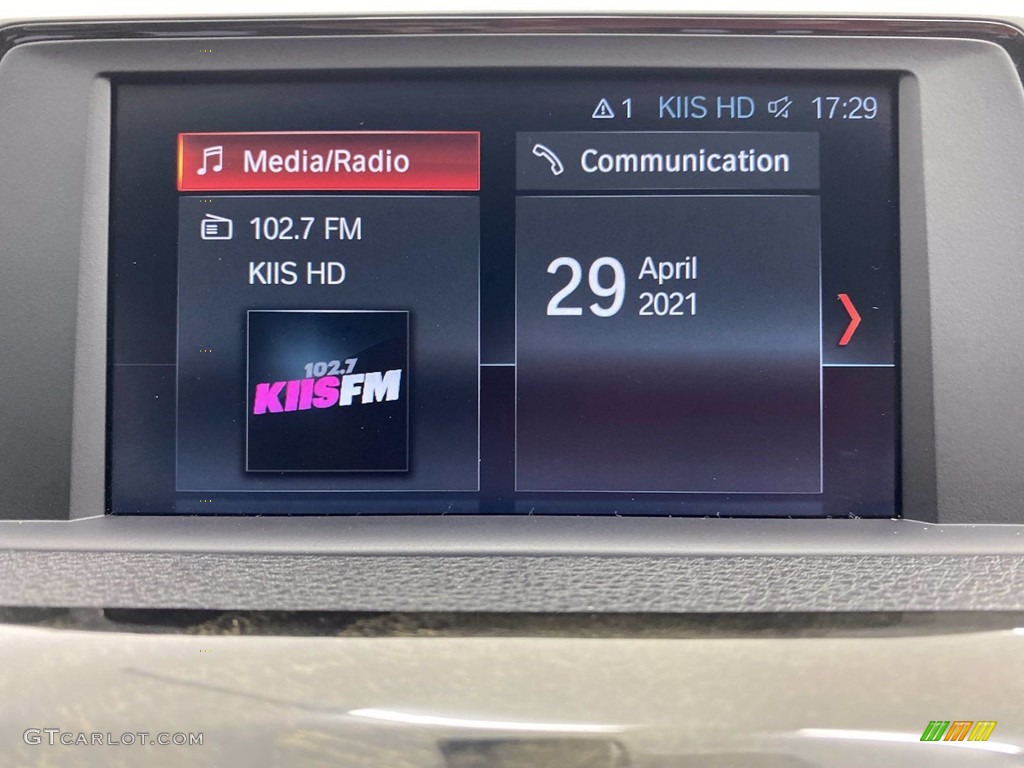 1 KIIS HD 17:29
Media/Radio
Communication
102.7 FM
KIIS HD
29 April
2021
102.7
KIISFM
GTCARLOT.COM